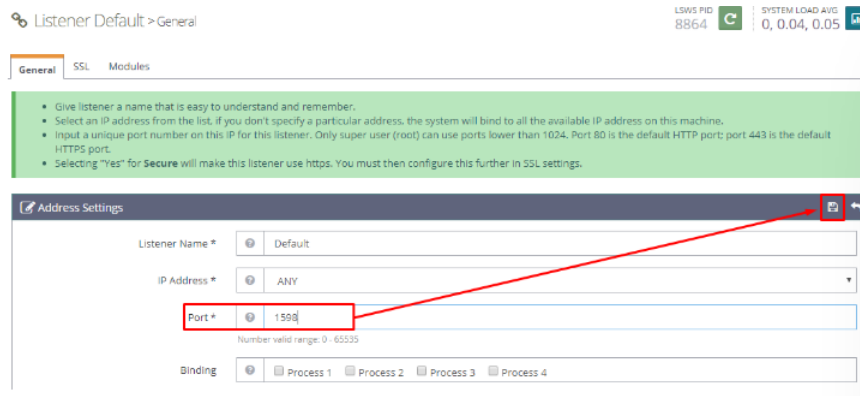 Listener Default > General
LSWS PID
8864
SYSTEM LOAD AVG
0, 0.04, 0.05
General SSL Modules
Give listener a name that is easy to understand and remember.
Select an IP address from the list, if you don't specify a particular address, the system will bind to all the available IP address on this machine.
Input a unique port number on this IP for this listener. Only super user (root) can use ports lower than 1024. Port 80 is the default HTTP port; port 443 is the default
HTTPS port.
Selecting "Yes" for Secure will make this listener use https. You must then configure this further in SSL settings.
Address Settings
Listener Name * Default
IP Address * ANY
Port * 1598
Number valid range: 0 - 65535
Binding Process 1 Process 2 Process 3 Process 4